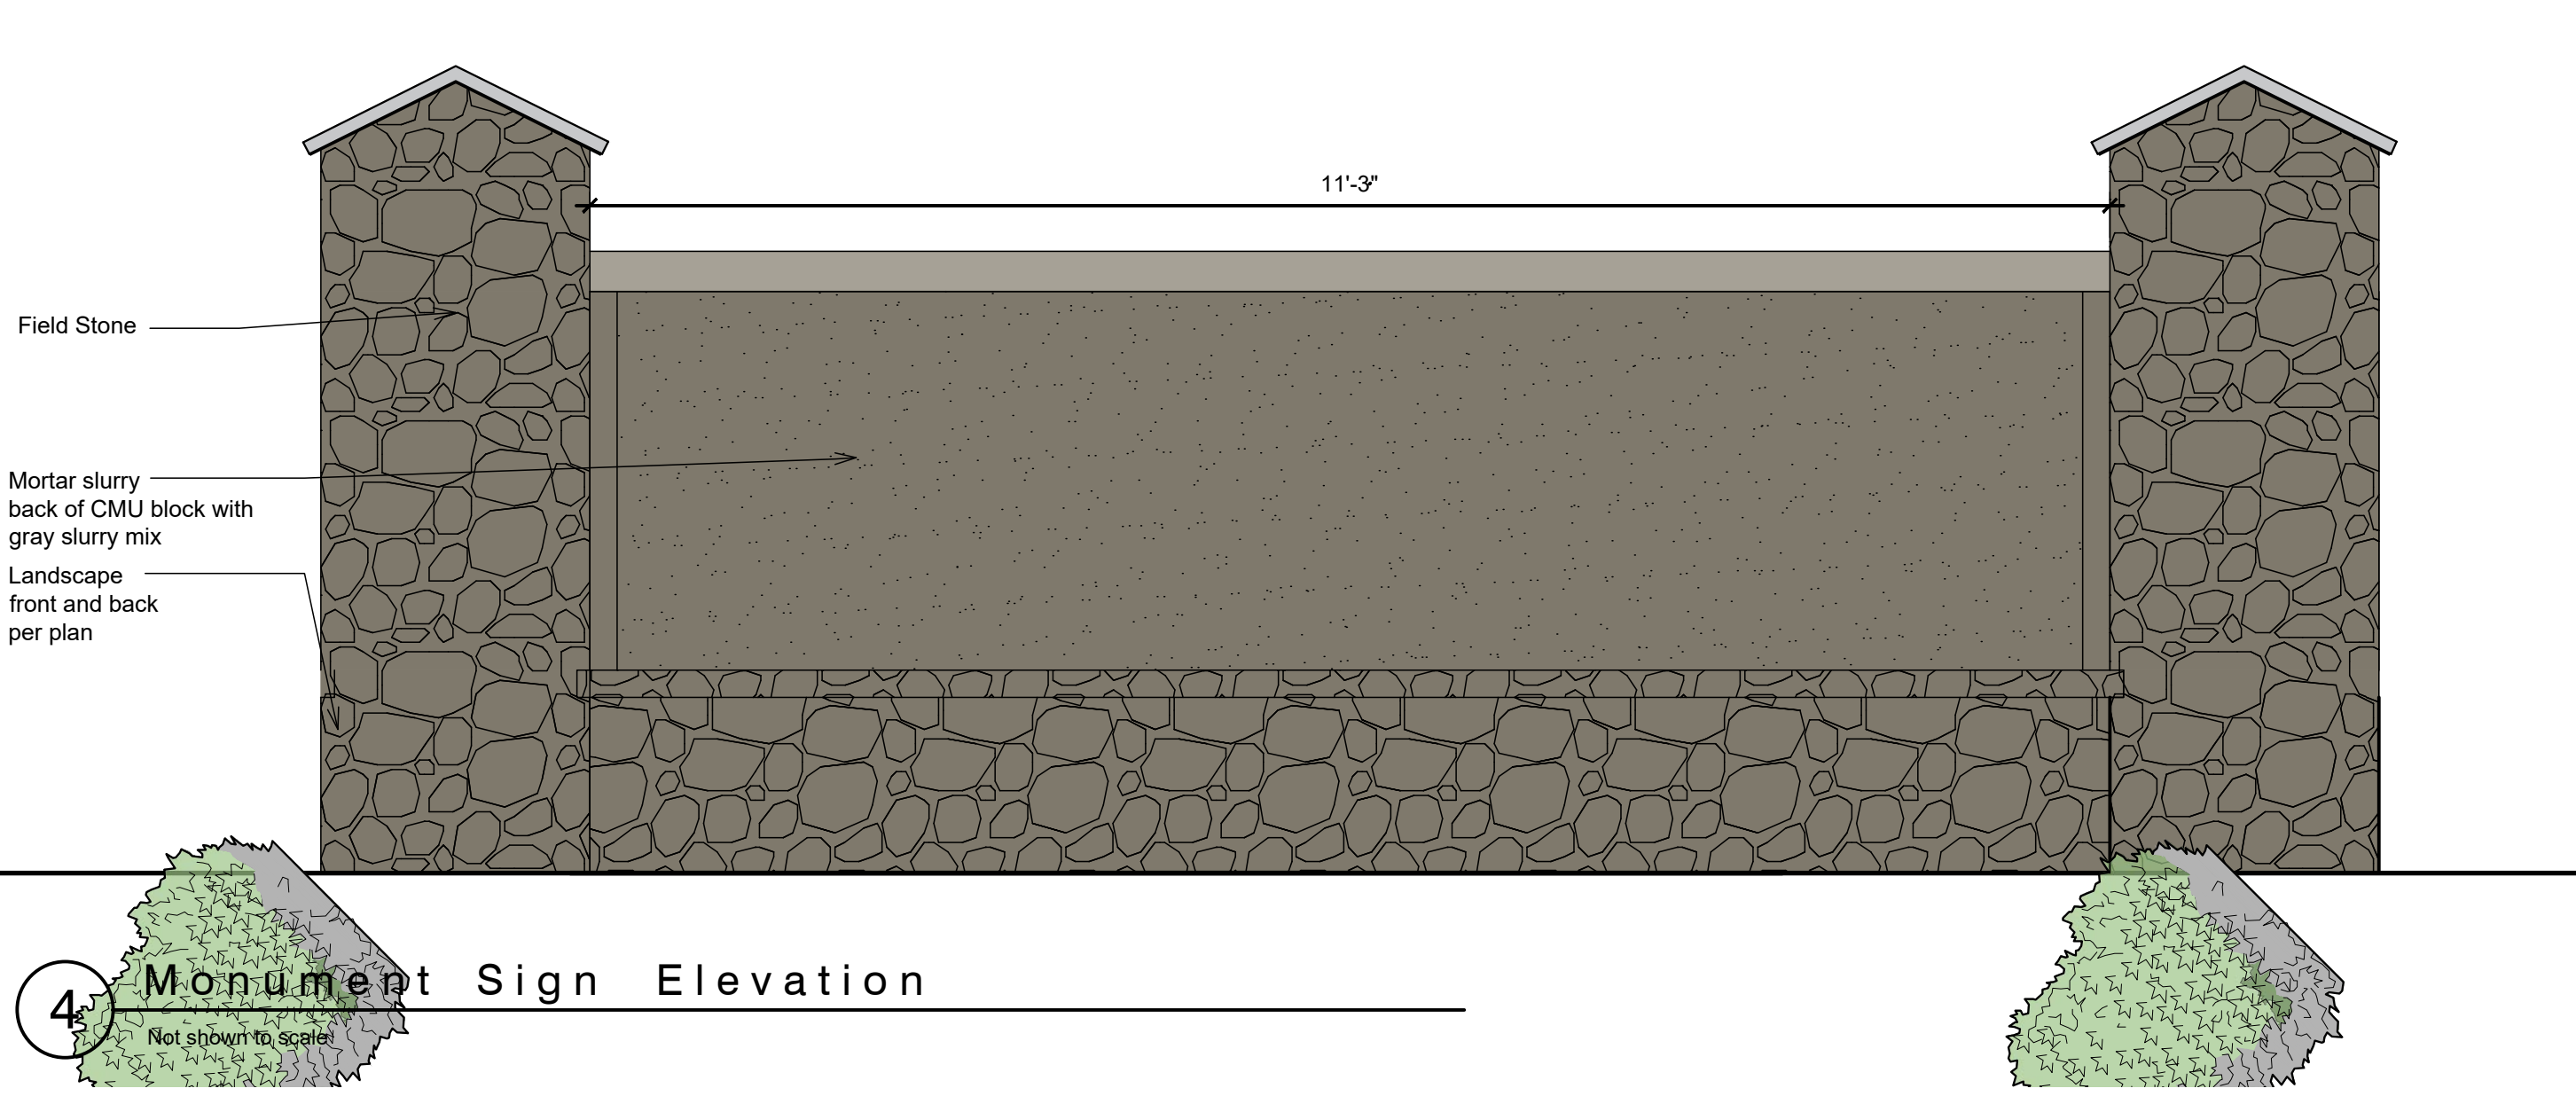 11'-3"
Field Stone
Mortar slurry
back of CMU block with
gray slurry mix
Landscape
front and back
per plan
4
Monument Sign Elevation
Not shown to scale